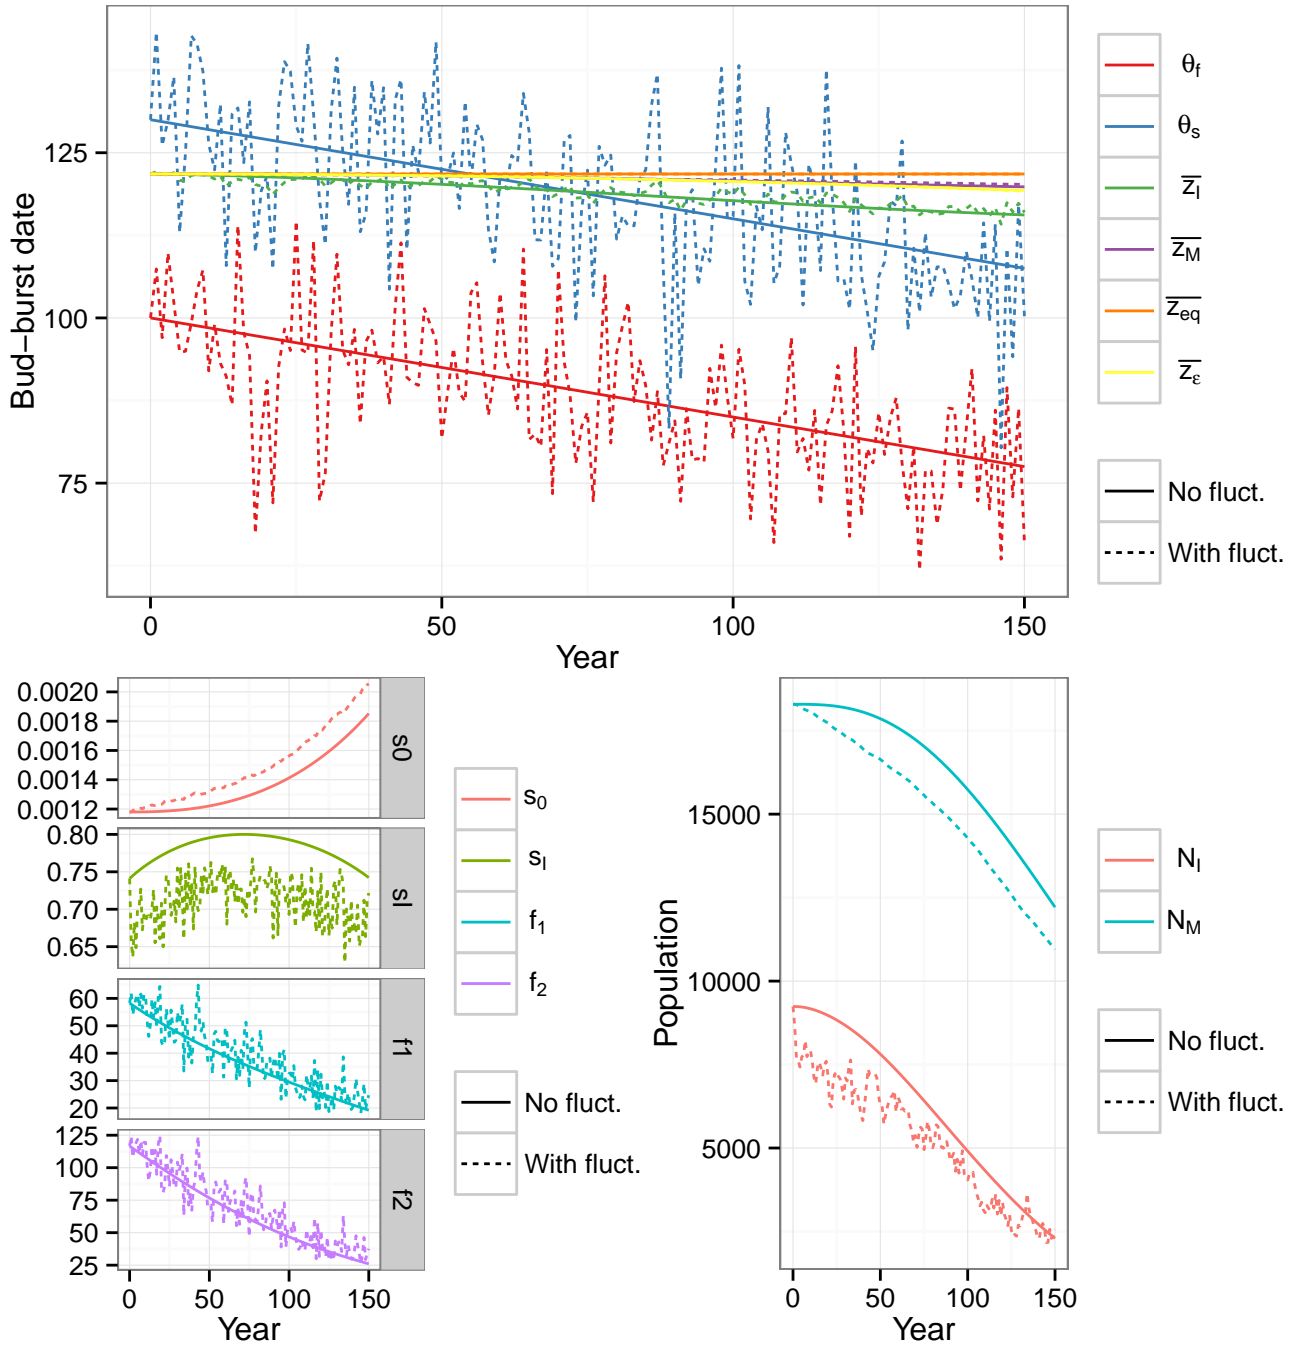 Bud−burst date
125
100
75
0
50
100
150
Year
θf
θs
zI
zM
zeq
zε
No fluct.
With fluct.
0.0020
0.0018
0.0016
0.0014
0.0012
s0
0.80
0.75
0.70
0.65
sI
60
50
40
30
20
f1
125
100
75
50
25
f2
0
50
100
150
Year
s0
sI
f1
f2
No fluct.
With fluct.
Population
15000
10000
5000
0
50
100
150
Year
NI
NM
No fluct.
With fluct.